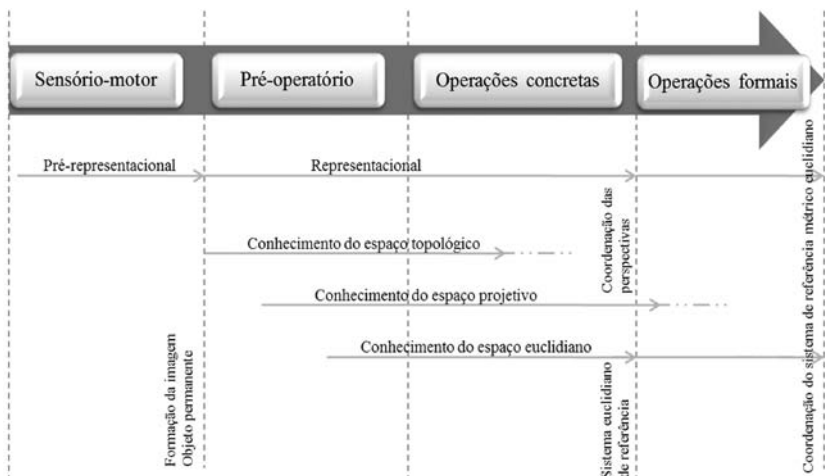 Sensório-motor
Pré-operatório
Operações concretas
Operações formais
Pré-representacional
Representacional
Conhecimento do espaço topológico
Conhecimento do espaço projetivo
Conhecimento do espaço euclidiano
Formação da imagem
Objeto permanente
Coordenação das
perspectivas
Sistema euclidiano
de referência
Coordenação do sistema de referência métrico euclidiano